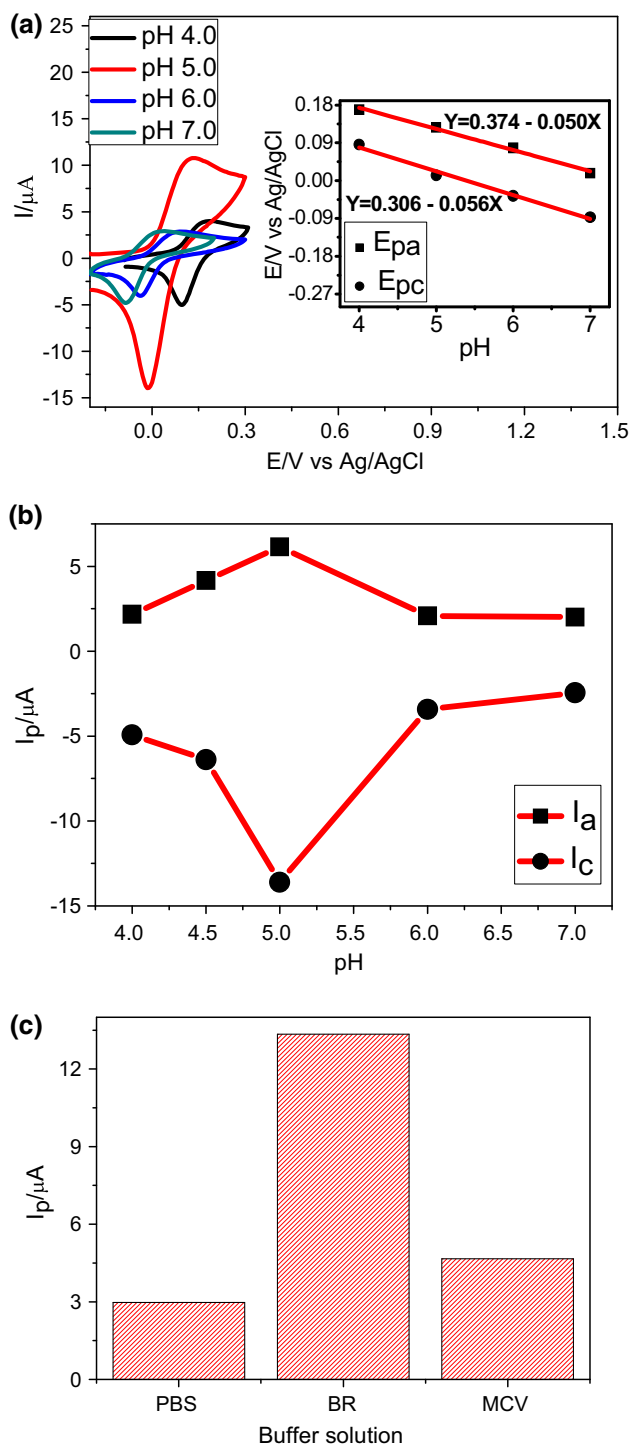 (a)
pH 4.0
pH 5.0
pH 6.0
pH 7.0
25
20
15
10
5
0
-5
-10
-15
I/μA
0.0 0.3 0.6 0.9 1.2 1.5
E/V vs Ag/AgCl
0.18
0.09
0.00
-0.09
-0.18
-0.27
E/V vs Ag/AgCl
Y=0.374 - 0.050X
Y=0.306 - 0.056X
Epa
Epc
4 5 6 7
pH
(b)
5
0
-5
-10
-15
Ip/μA
Ia
Ic
4.0 4.5 5.0 5.5 6.0 6.5 7.0
pH
(c)
12
9
6
3
0
Ip/μA
PBS BR MCV
Buffer solution